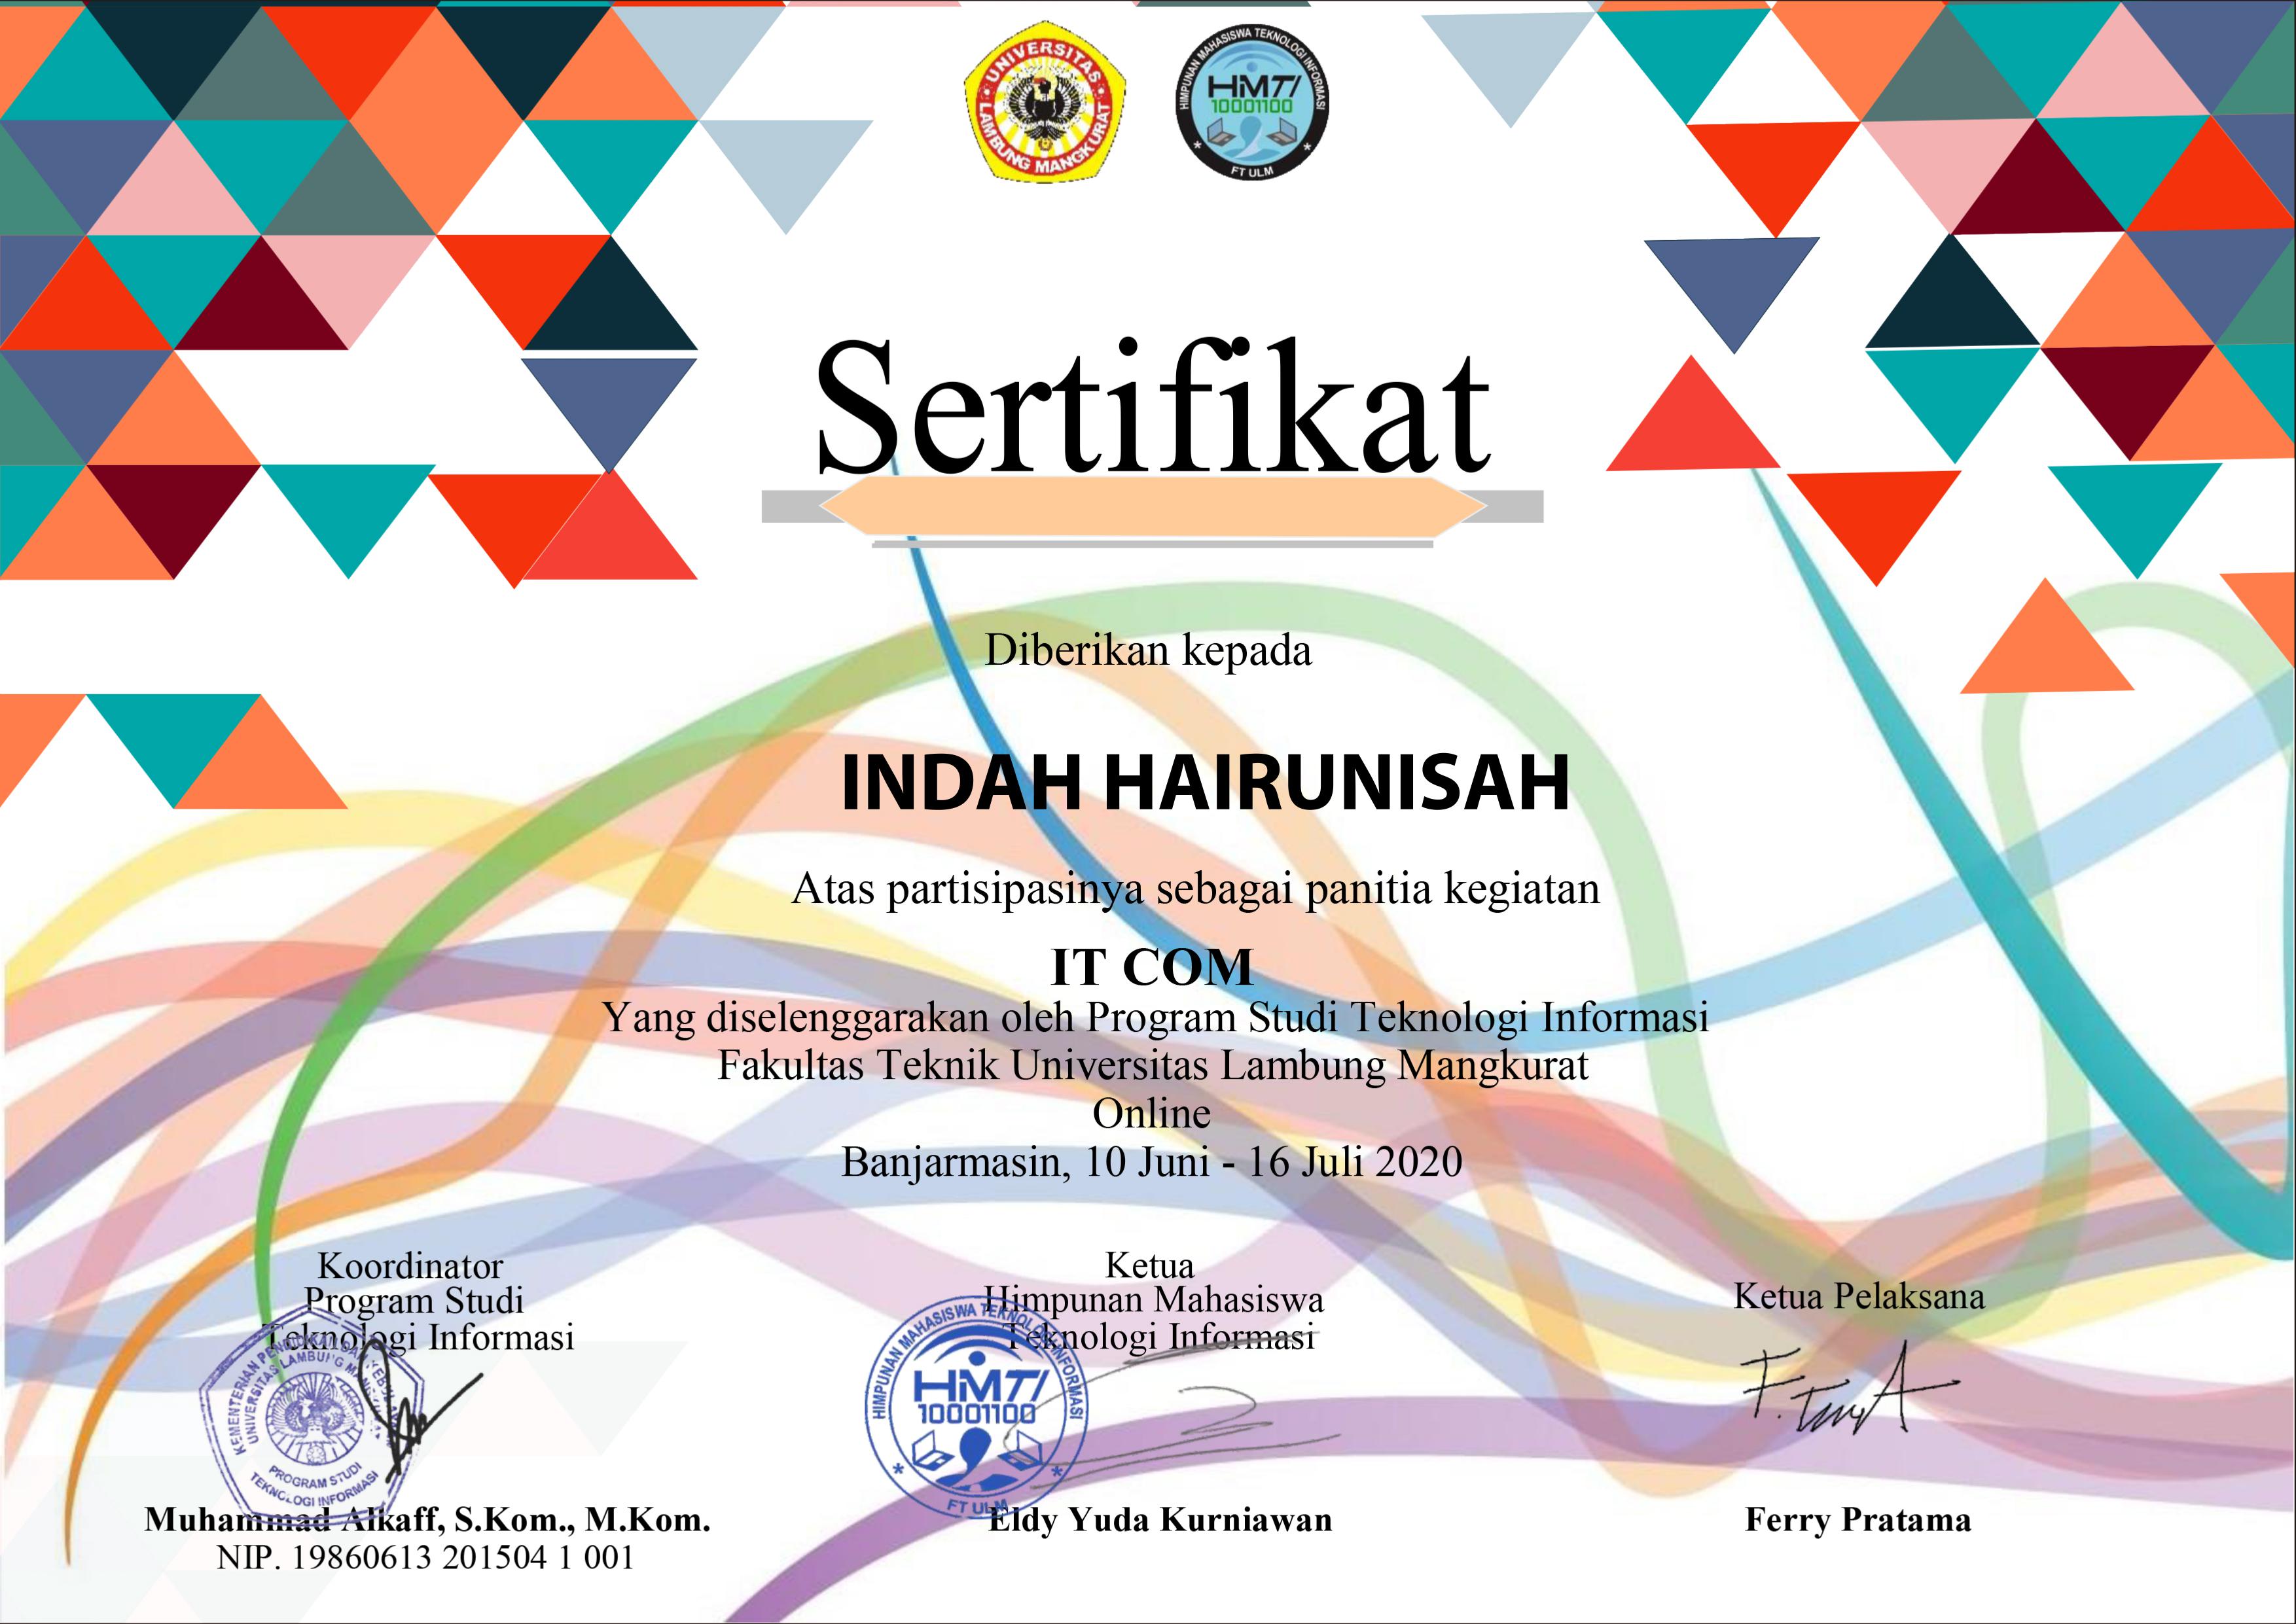 UNIVERSITAS
LAMBUNG MANGKURAT
HIMPUNAN MAHASISWA TEKNOLOGI INFORMASI
HMTI
10001100
FT ULM
Sertifikat
Diberikan kepada
INDAH HAIRUNISAH
Atas partisipasinya sebagai panitia kegiatan
IT COM
Yang diselenggarakan oleh Program Studi Teknologi Informasi
Fakultas Teknik Universitas Lambung Mangkurat
Online
Banjarmasin, 10 Juni - 16 Juli 2020
Koordinator
Program Studi
Teknologi Informasi
KEMENTERIAN PENDIDIKAN DAN
UNIVERSITAS LAMBUNG
PROGRAM STUDI
TEKNOLOGI INFORMASI
Muhammad Alkaff, S.Kom., M.Kom.
NIP. 19860613 201504 1 001
Ketua
Himpunan Mahasiswa
Teknologi Informasi
HIMPUNAN MAHASISWA TEKNOLOGI INFORMASI
HMTI
10001100
FT ULM
Eldy Yuda Kurniawan
Ketua Pelaksana
Ferry Pratama